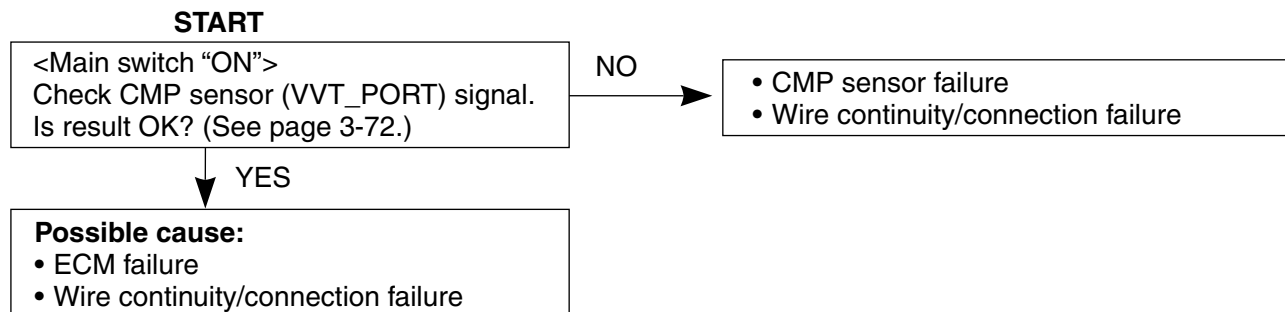 START
<Main switch “ON”>
Check CMP sensor (VVT_PORT) signal.
Is result OK? (See page 3-72.)
NO
• CMP sensor failure
• Wire continuity/connection failure
YES
Possible cause:
• ECM failure
• Wire continuity/connection failure